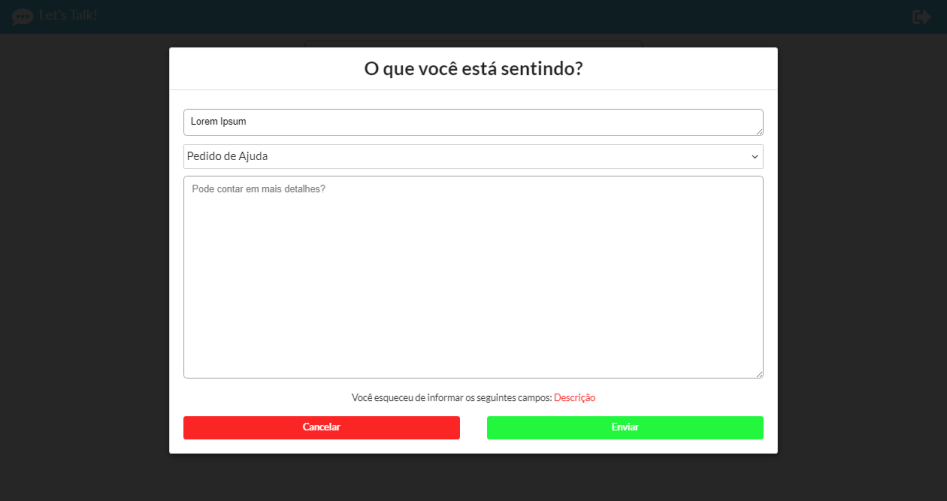 Let's Talk!
O que você está sentindo?
Lorem Ipsum
Pedido de Ajuda
Pode contar em mais detalhes?
Você esqueceu de informar os seguintes campos: Descrição
Cancelar
Enviar